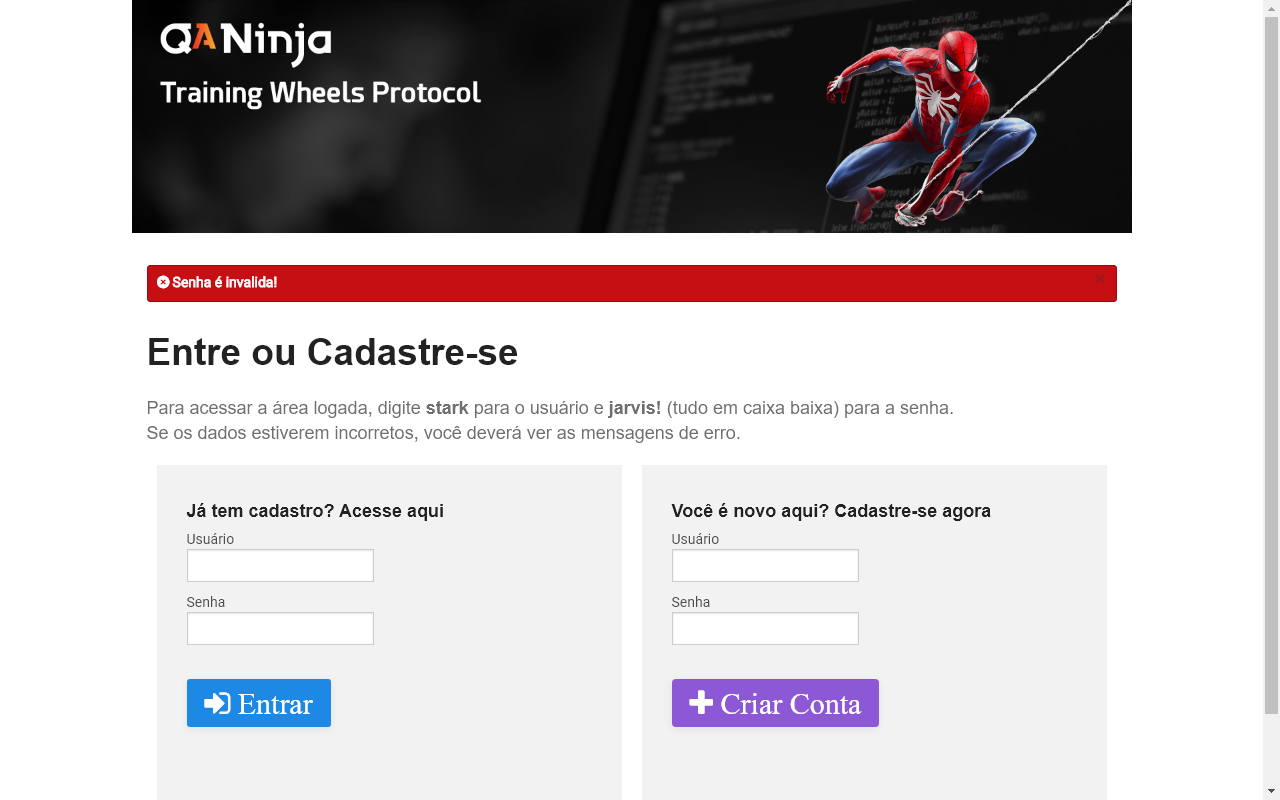 QANinja
Training Wheels Protocol
Senha é invalida!
×
Entre ou Cadastre-se
Para acessar a área logada, digite stark para o usuário e jarvis! (tudo em caixa baixa) para a senha.
Se os dados estiverem incorretos, você deverá ver as mensagens de erro.
Já tem cadastro? Acesse aqui
Usuário
Senha
Entrar
Você é novo aqui? Cadastre-se agora
Usuário
Senha
Criar Conta